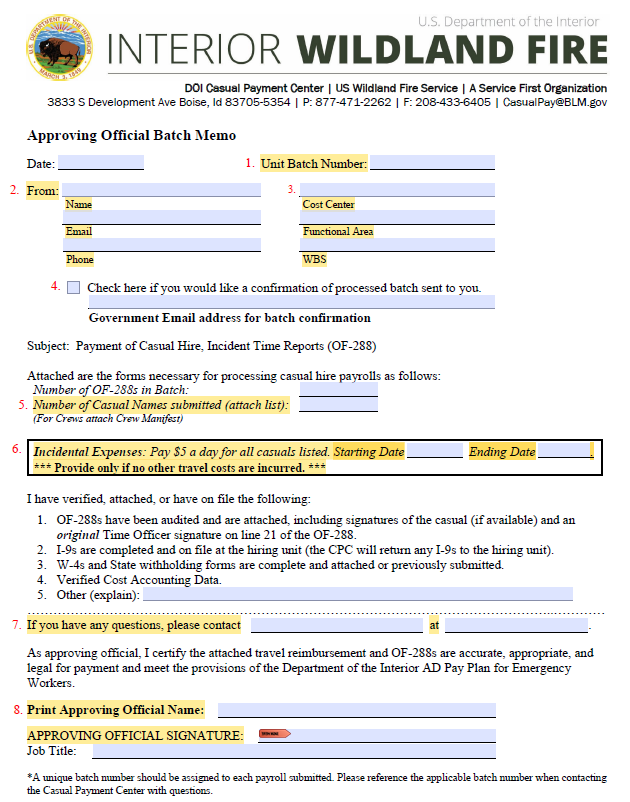 U.S. Department of the Interior
INTERIOR WILDLAND FIRE
U.S. DEPARTMENT OF THE INTERIOR
MARCH 3, 1849
DOI Casual Payment Center | US Wildland Fire Service | A Service First Organization
3833 S Development Ave Boise, Id 83705-5354 | P: 877-471-2262 | F: 208-433-6405 | CasualPay@BLM.gov
Approving Official Batch Memo
Date: 1. Unit Batch Number:
2. From: 3.
Name Cost Center
Email Functional Area
Phone WBS
4. Check here if you would like a confirmation of processed batch sent to you.
Government Email address for batch confirmation
Subject: Payment of Casual Hire, Incident Time Reports (OF-288)
Attached are the forms necessary for processing casual hire payrolls as follows:
Number of OF-288s in Batch:
5. Number of Casual Names submitted (attach list):
(For Crews attach Crew Manifest)
6. Incidental Expenses: Pay $5 a day for all casuals listed. Starting Date Ending Date .
*** Provide only if no other travel costs are incurred. ***
I have verified, attached, or have on file the following:
1. OF-288s have been audited and are attached, including signatures of the casual (if available) and an
original Time Officer signature on line 21 of the OF-288.
2. I-9s are completed and on file at the hiring unit (the CPC will return any I-9s to the hiring unit).
3. W-4s and State withholding forms are complete and attached or previously submitted.
4. Verified Cost Accounting Data.
5. Other (explain):
7. If you have any questions, please contact at .
As approving official, I certify the attached travel reimbursement and OF-288s are accurate, appropriate, and
legal for payment and meet the provisions of the Department of the Interior AD Pay Plan for Emergency
Workers.
8. Print Approving Official Name:
APPROVING OFFICIAL SIGNATURE:
Job Title:
*A unique batch number should be assigned to each payroll submitted. Please reference the applicable batch number when contacting
the Casual Payment Center with questions.